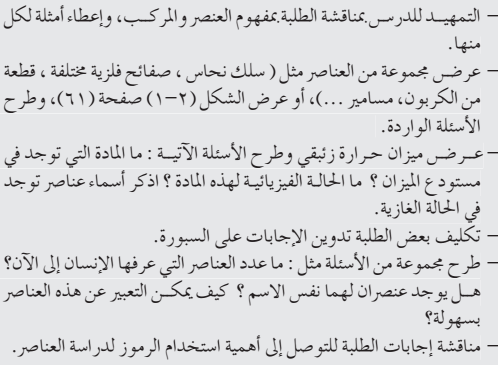 – التمهيد للدرس بمناقشة الطلبة بمفهوم العنصر والمركب، وإعطاء أمثلة لكل
منها.
– عرض مجموعة من العناصر مثل ( سلك نحاس ، صفائح فلزية مختلفة ، قطعة
من الكربون، مسامير ...)، أو عرض الشكل (٢–١) صفحة (٦١)، وطرح
الأسئلة الواردة.
– عرض ميزان حرارة زئبقي وطرح الأسئلة الآتية : ما المادة التي توجد في
مستودع الميزان ؟ ما الحالة الفيزيائية لهذه المادة ؟ اذكر أسماء عناصر توجد
في الحالة الغازية.
– تكليف بعض الطلبة تدوين الإجابات على السبورة.
– طرح مجموعة من الأسئلة مثل : ما عدد العناصر التي عرفها الإنسان إلى الآن؟
هل يوجد عنصران لهما نفس الاسم ؟ كيف يمكن التعبير عن هذه العناصر
بسهولة؟
– مناقشة إجابات الطلبة للتوصل إلى أهمية استخدام الرموز لدراسة العناصر.